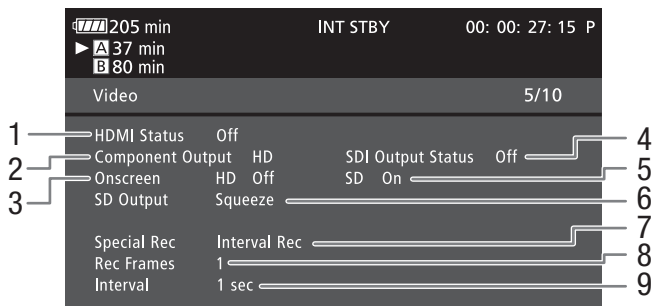 205 min INT STBY 00: 00: 27: 15 P
A 37 min
B 80 min
Video 5/10
1 HDMI Status Off
2 Component Output HD SDI Output Status Off 4
3 Onscreen HD Off SD On 5
SD Output Squeeze 6
Special Rec Interval Rec 7
Rec Frames 1 8
Interval 1 sec 9